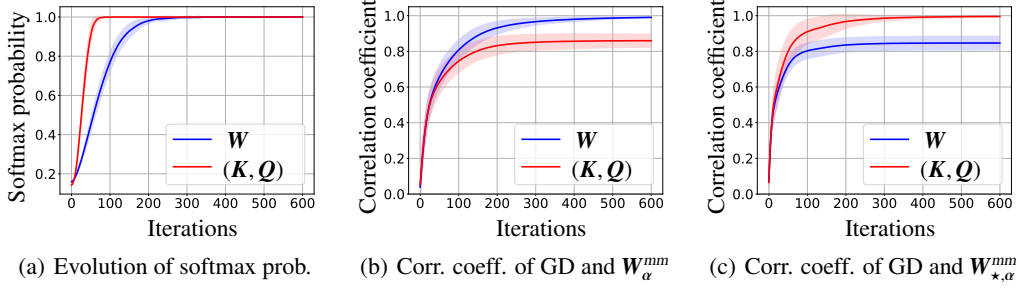 Softmax probability
1.0
0.8
0.6
0.4
0.2
0 100 200 300 400 500 600
Iterations
W
(K, Q)
(a) Evolution of softmax prob.
Correlation coefficient
1.0
0.8
0.6
0.4
0.2
0.0
0 100 200 300 400 500 600
Iterations
W
(K, Q)
(b) Corr. coeff. of GD and W_α^mm
Correlation coefficient
1.0
0.8
0.6
0.4
0.2
0.0
0 100 200 300 400 500 600
Iterations
W
(K, Q)
(c) Corr. coeff. of GD and W_⋆,α^mm